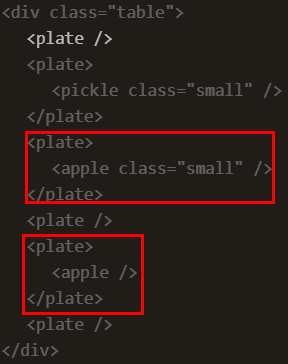 <div class="table">
<plate />
<plate>
<pickle class="small" />
</plate>
<plate>
<apple class="small" />
</plate>
<plate />
<plate>
<apple />
</plate>
<plate />
</div>